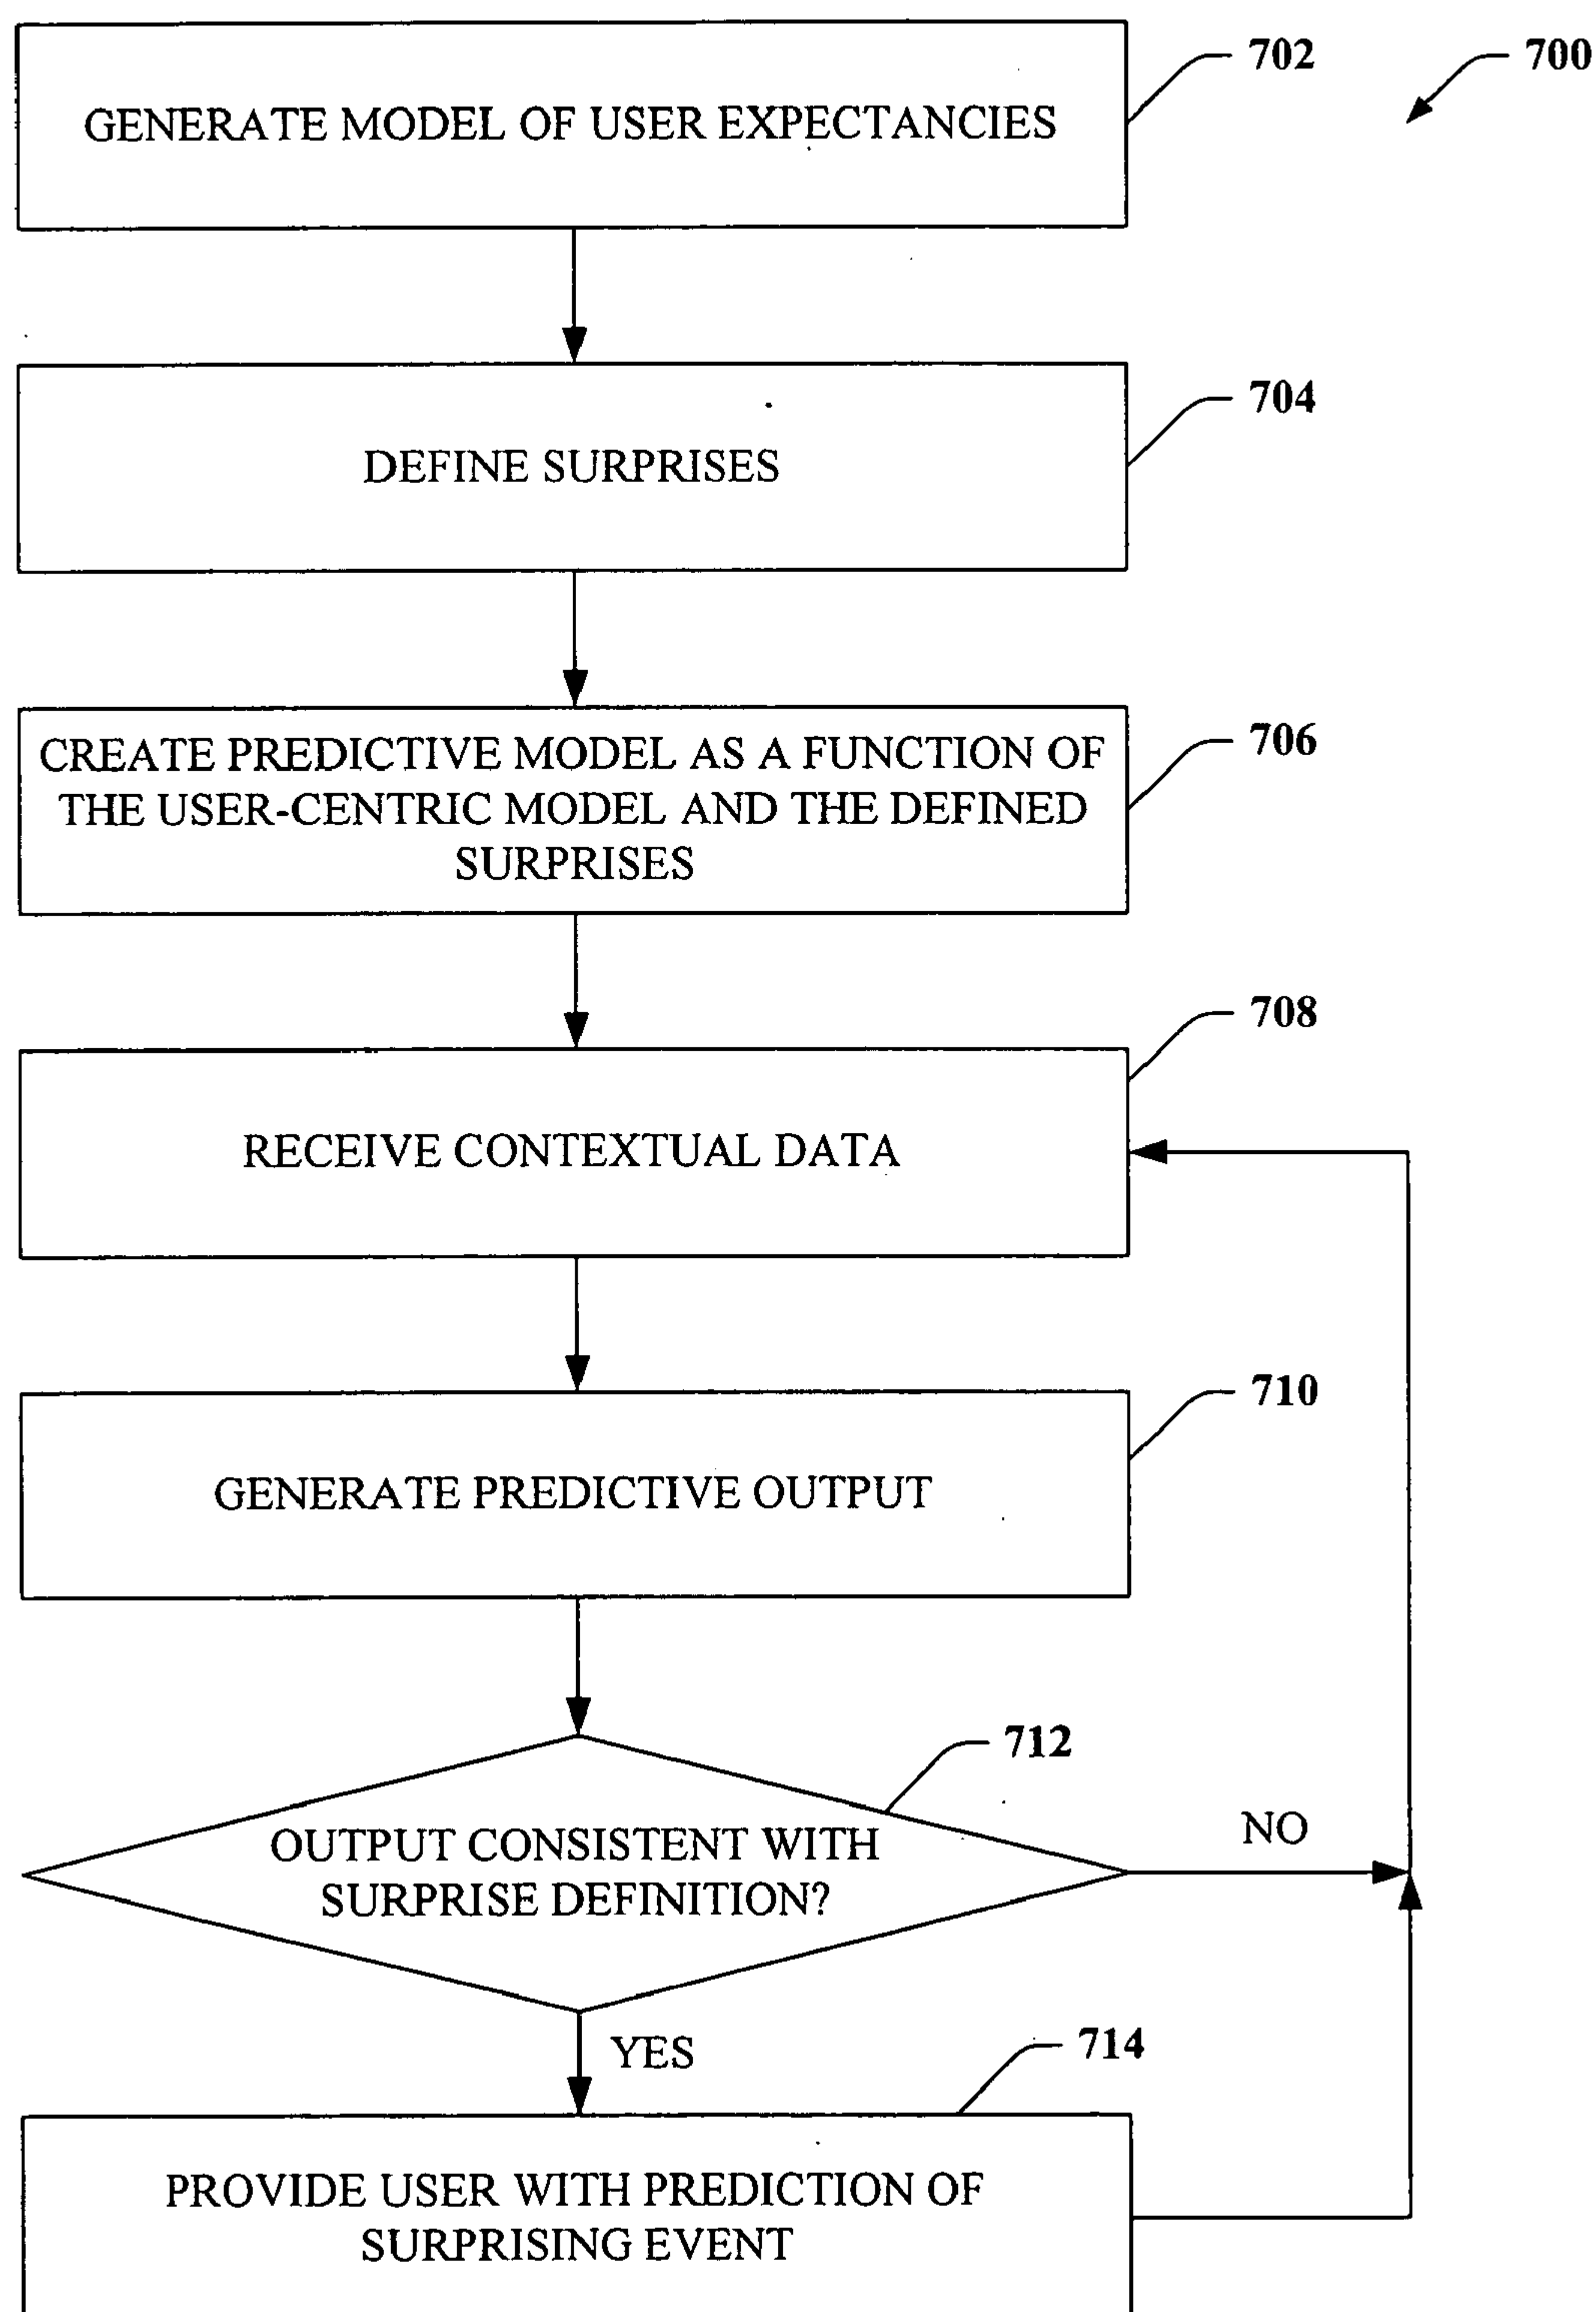 702
700
GENERATE MODEL OF USER EXPECTANCIES
704
DEFINE SURPRISES
706
CREATE PREDICTIVE MODEL AS A FUNCTION OF
THE USER-CENTRIC MODEL AND THE DEFINED
SURPRISES
708
RECEIVE CONTEXTUAL DATA
710
GENERATE PREDICTIVE OUTPUT
712
OUTPUT CONSISTENT WITH
SURPRISE DEFINITION?
NO
YES
714
PROVIDE USER WITH PREDICTION OF
SURPRISING EVENT